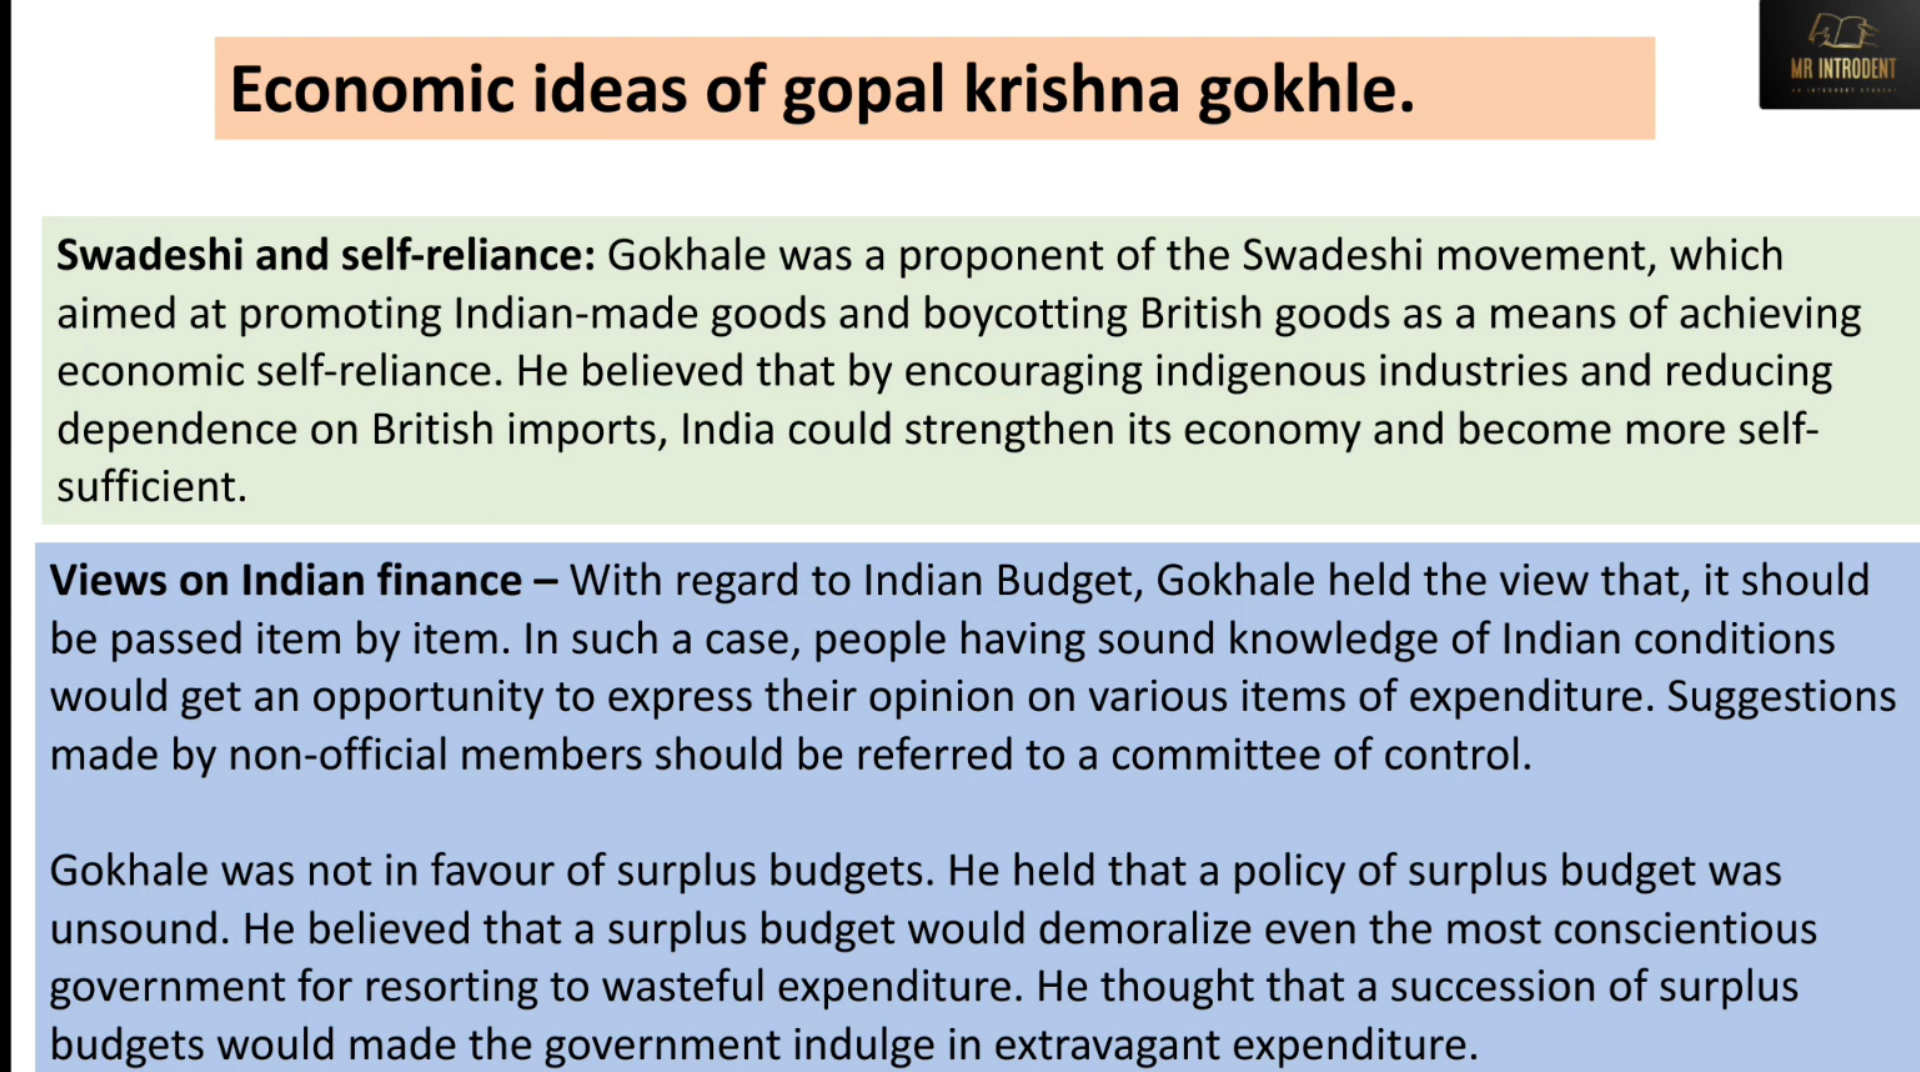 MR INTRODENT
Economic ideas of gopal krishna gokhle.
Swadeshi and self-reliance: Gokhale was a proponent of the Swadeshi movement, which
aimed at promoting Indian-made goods and boycotting British goods as a means of achieving
economic self-reliance. He believed that by encouraging indigenous industries and reducing
dependence on British imports, India could strengthen its economy and become more self-
sufficient.
Views on Indian finance – With regard to Indian Budget, Gokhale held the view that, it should
be passed item by item. In such a case, people having sound knowledge of Indian conditions
would get an opportunity to express their opinion on various items of expenditure. Suggestions
made by non-official members should be referred to a committee of control.
Gokhale was not in favour of surplus budgets. He held that a policy of surplus budget was
unsound. He believed that a surplus budget would demoralize even the most conscientious
government for resorting to wasteful expenditure. He thought that a succession of surplus
budgets would made the government indulge in extravagant expenditure.